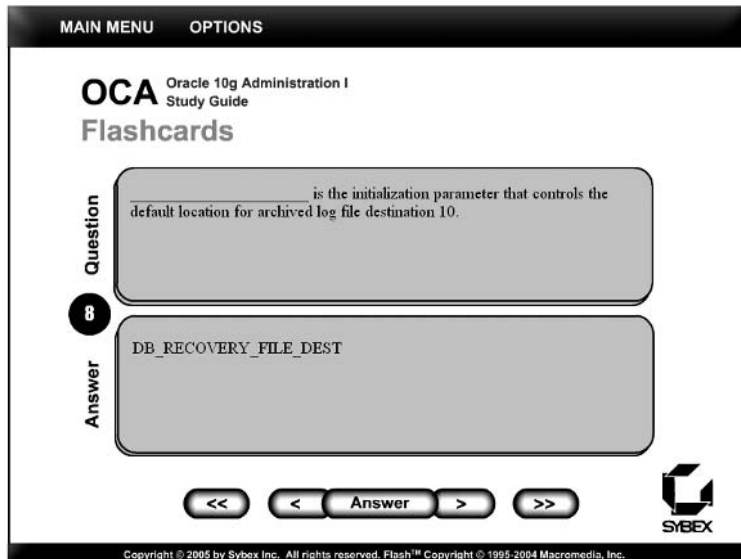 MAIN MENU OPTIONS
OCA Oracle 10g Administration I
Study Guide
Flashcards
Question
____________________ is the initialization parameter that controls the
default location for archived log file destination 10.
8
Answer
DB_RECOVERY_FILE_DEST
<< < Answer > >>
SYBEX
Copyright © 2005 by Sybex Inc. All rights reserved. Flash™ Copyright © 1995-2004 Macromedia, Inc.